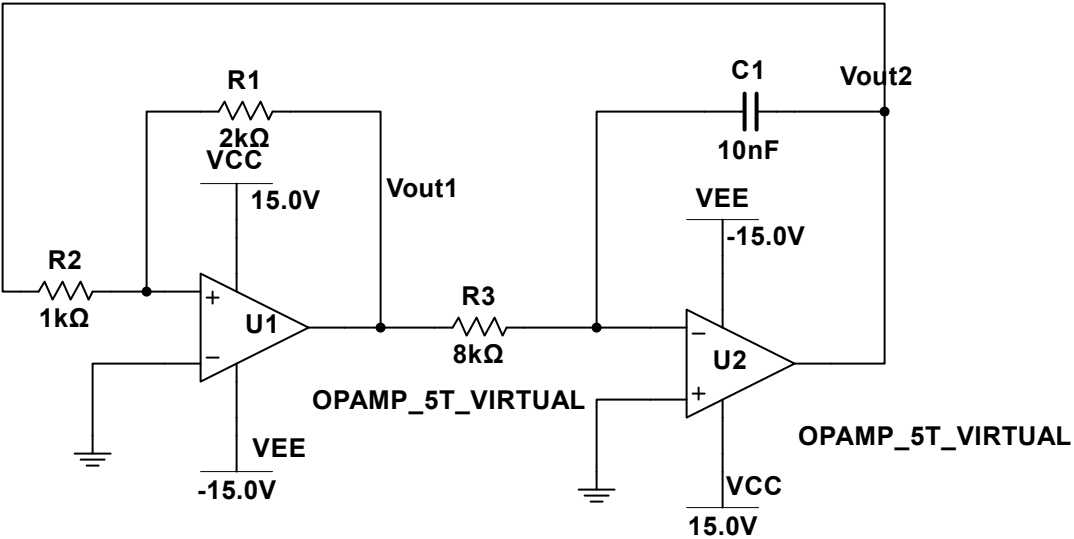 C1
Vout2
R1
2kΩ
10nF
VCC
15.0V
Vout1
VEE
-15.0V
R2
1kΩ
+
U1
−
R3
8kΩ
−
U2
+
OPAMP_5T_VIRTUAL
OPAMP_5T_VIRTUAL
VEE
-15.0V
VCC
15.0V